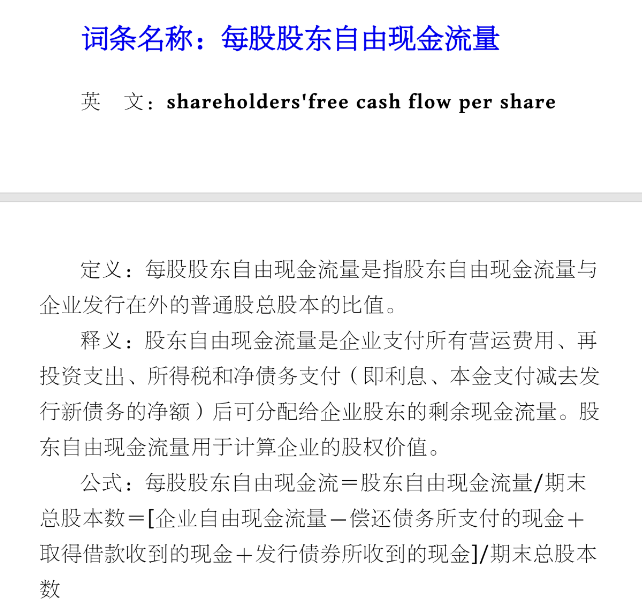 词条名称：每股股东自由现金流量
英 文：shareholders'free cash flow per share
定义：每股股东自由现金流量是指股东自由现金流量与
企业发行在外的普通股总股本的比值。
释义：股东自由现金流量是企业支付所有营运费用、再
投资支出、所得税和净债务支付（即利息、本金支付减去发
行新债务的净额）后可分配给企业股东的剩余现金流量。股
东自由现金流量用于计算企业的股权价值。
公式：每股股东自由现金流＝股东自由现金流量/期末
总股本数＝[企业自由现金流量－偿还债务所支付的现金＋
取得借款收到的现金＋发行债券所收到的现金]/期末总股本
数